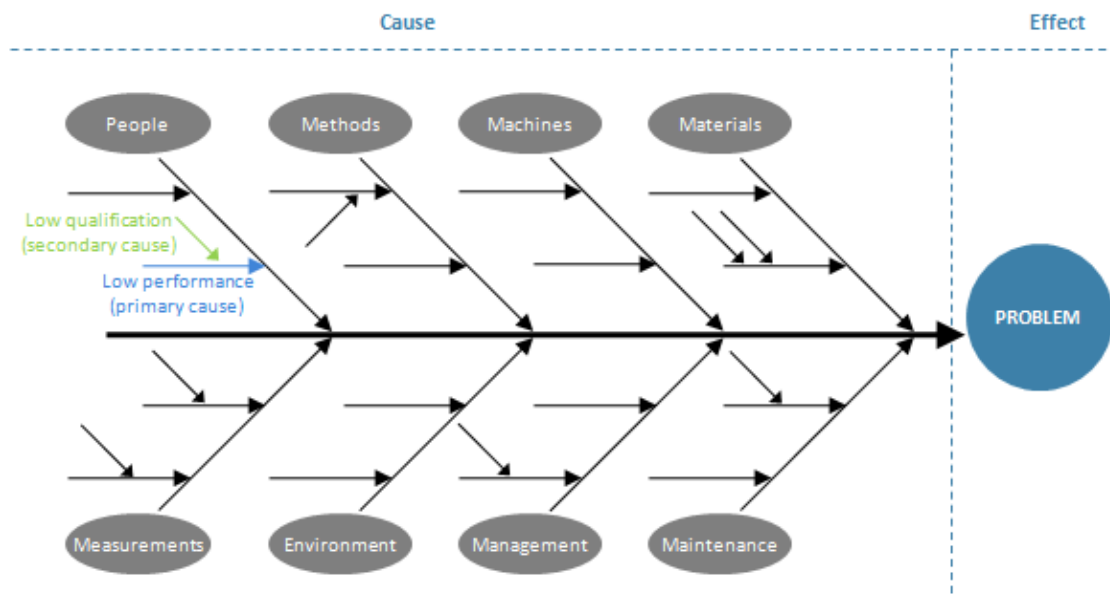 Cause
Effect
People
Methods
Machines
Materials
Low qualification
(secondary cause)
Low performance
(primary cause)
PROBLEM
Measurements
Environment
Management
Maintenance